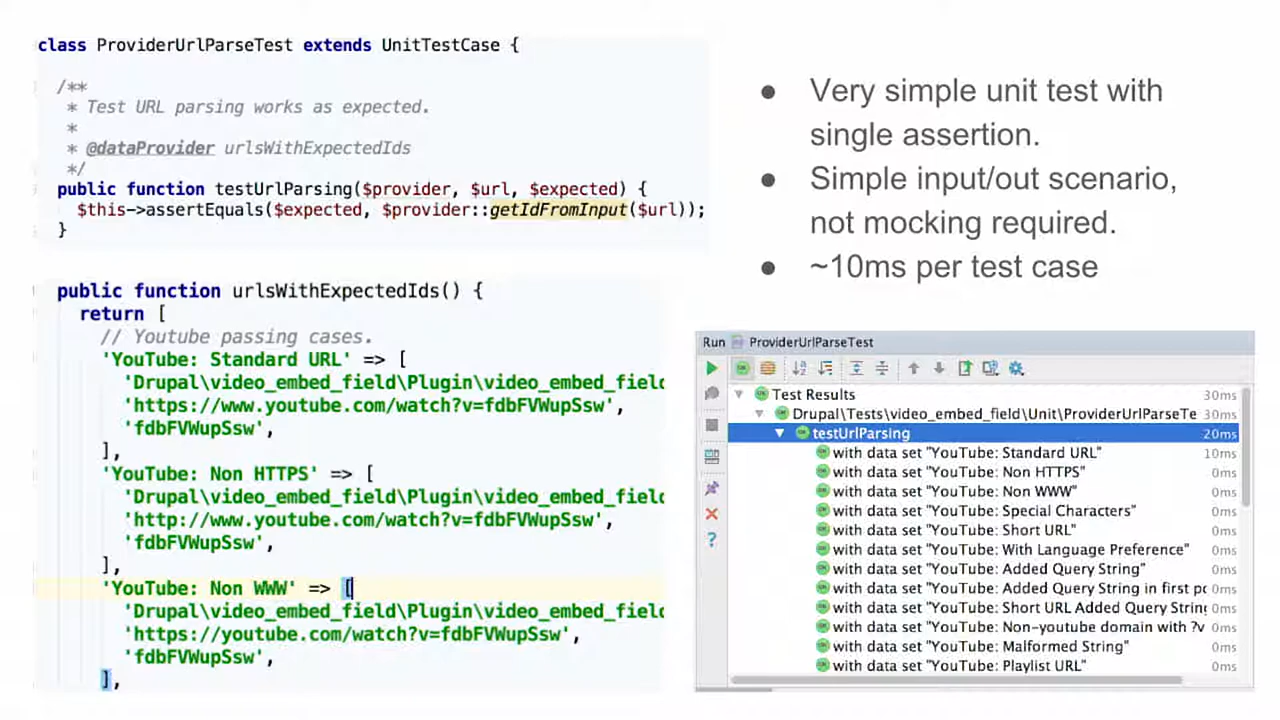 class ProviderUrlParseTest extends UnitTestCase {
/**
* Test URL parsing works as expected.
*
* @dataProvider urlsWithExpectedIds
*/
public function testUrlParsing($provider, $url, $expected) {
$this->assertEquals($expected, $provider::getIdFromInput($url));
}
public function urlsWithExpectedIds() {
return [
// Youtube passing cases.
'YouTube: Standard URL' => [
'Drupal\video_embed_field\Plugin\video_embed_field
'https://www.youtube.com/watch?v=fdbFVWupSsw',
'fdbFVWupSsw',
],
'YouTube: Non HTTPS' => [
'Drupal\video_embed_field\Plugin\video_embed_field
'http://www.youtube.com/watch?v=fdbFVWupSsw',
'fdbFVWupSsw',
],
'YouTube: Non WWW' => [
'Drupal\video_embed_field\Plugin\video_embed_field
'https://youtube.com/watch?v=fdbFVWupSsw',
'fdbFVWupSsw',
],
● Very simple unit test with
single assertion.
● Simple input/out scenario,
not mocking required.
● ~10ms per test case
Run ProviderUrlParseTest
Test Results 30ms
Drupal\Tests\video_embed_field\Unit\ProviderUrlParseTe 30ms
testUrlParsing 20ms
with data set "YouTube: Standard URL" 10ms
with data set "YouTube: Non HTTPS" 0ms
with data set "YouTube: Non WWW" 0ms
with data set "YouTube: Special Characters" 0ms
with data set "YouTube: Short URL" 0ms
with data set "YouTube: With Language Preference" 0ms
with data set "YouTube: Added Query String" 0ms
with data set "YouTube: Added Query String in first po 0ms
with data set "YouTube: Short URL Added Query String 0ms
with data set "YouTube: Non-youtube domain with ?v 0ms
with data set "YouTube: Malformed String" 0ms
with data set "YouTube: Playlist URL" 0ms